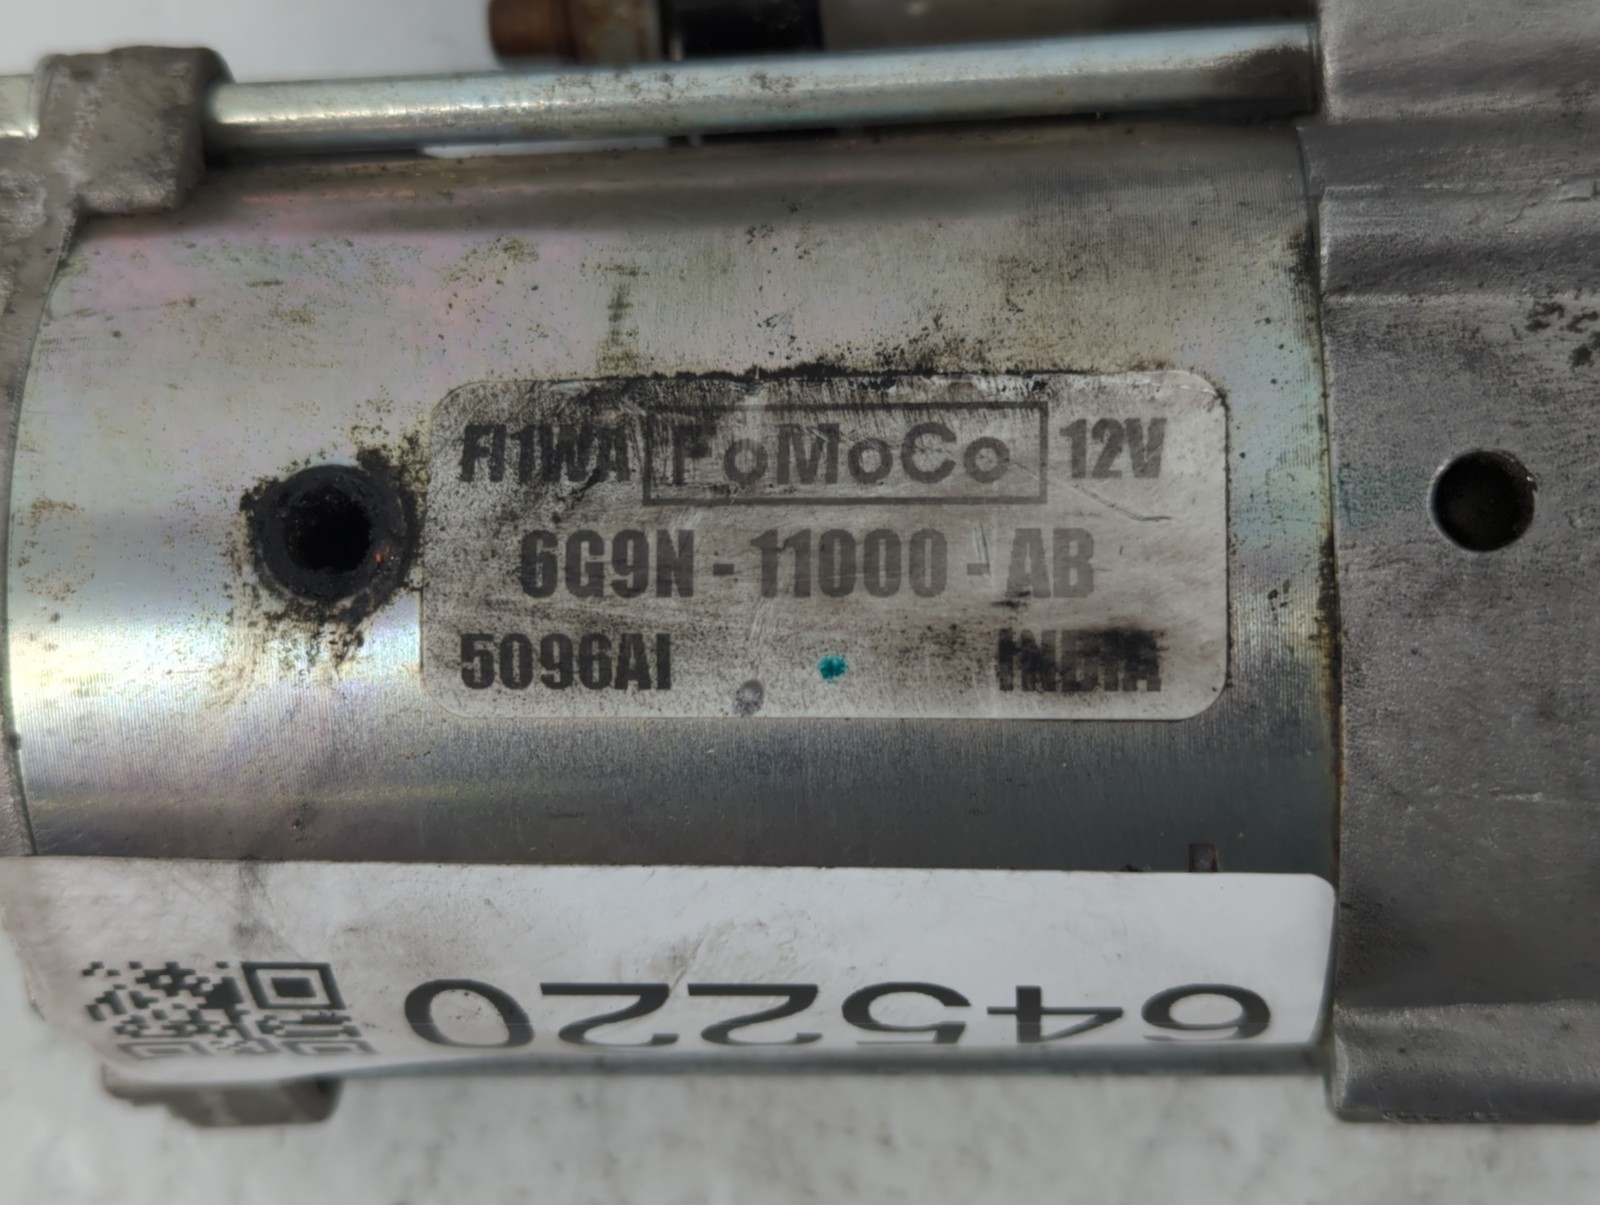 FI1WA FoMoCo 12V
6G9N - 11000 - AB
5096AI INDIA
645220